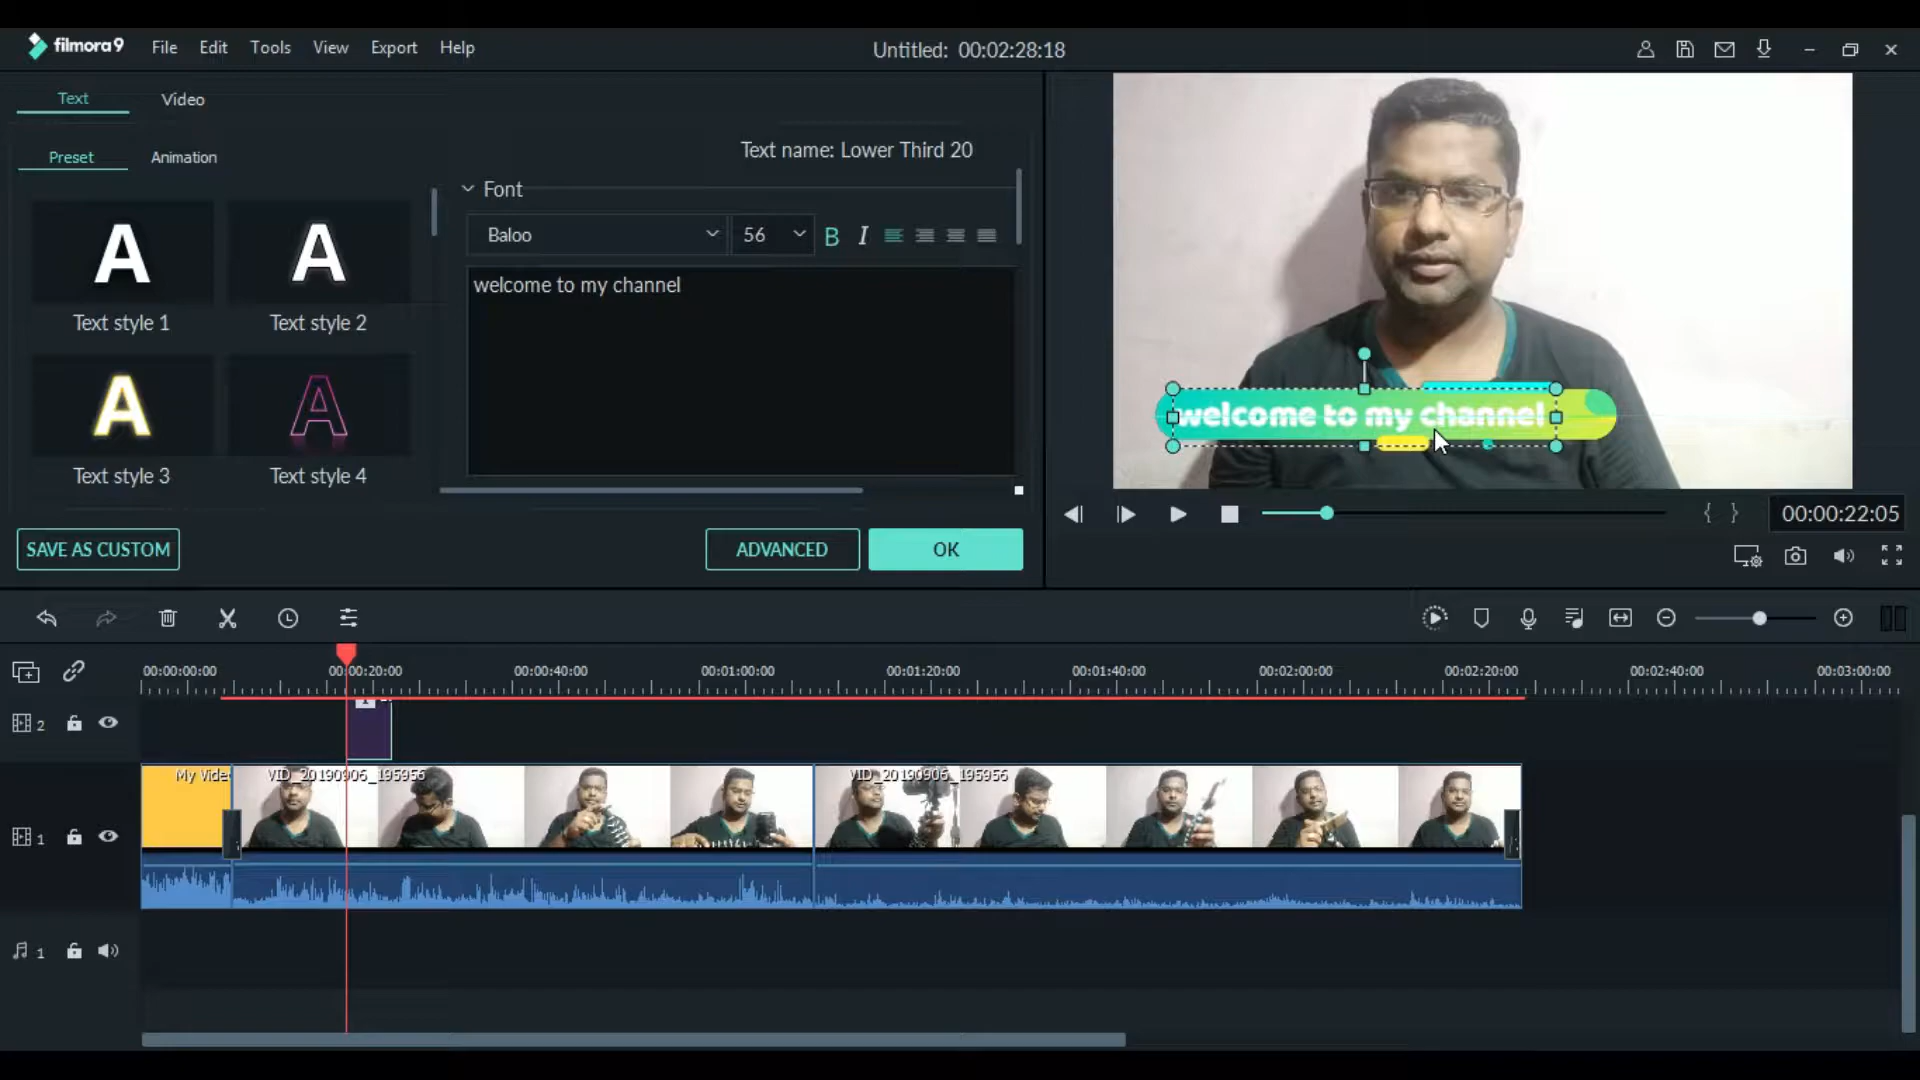 filmora9 File Edit Tools View Export Help Untitled: 00:02:28:18
Text Video
Preset Animation
Text name: Lower Third 20
Font
Baloo 56 B I
welcome to my channel
A A
Text style 1 Text style 2
A A
Text style 3 Text style 4
SAVE AS CUSTOM ADVANCED OK
welcome to my channel
{ } 00:00:22:05
00:00:00:00 00:00:20:00 00:00:40:00 00:01:00:00 00:01:20:00 00:01:40:00 00:02:00:00 00:02:20:00 00:02:40:00 00:03:00:00
2
My Vide VID_20190906_195956 VID_20190906_195956
1
1